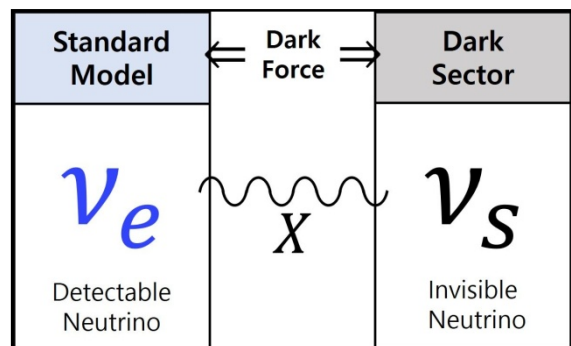 Standard
Model
⇐ Dark ⇒
Force
Dark
Sector
νe
X
νs
Detectable
Neutrino
Invisible
Neutrino